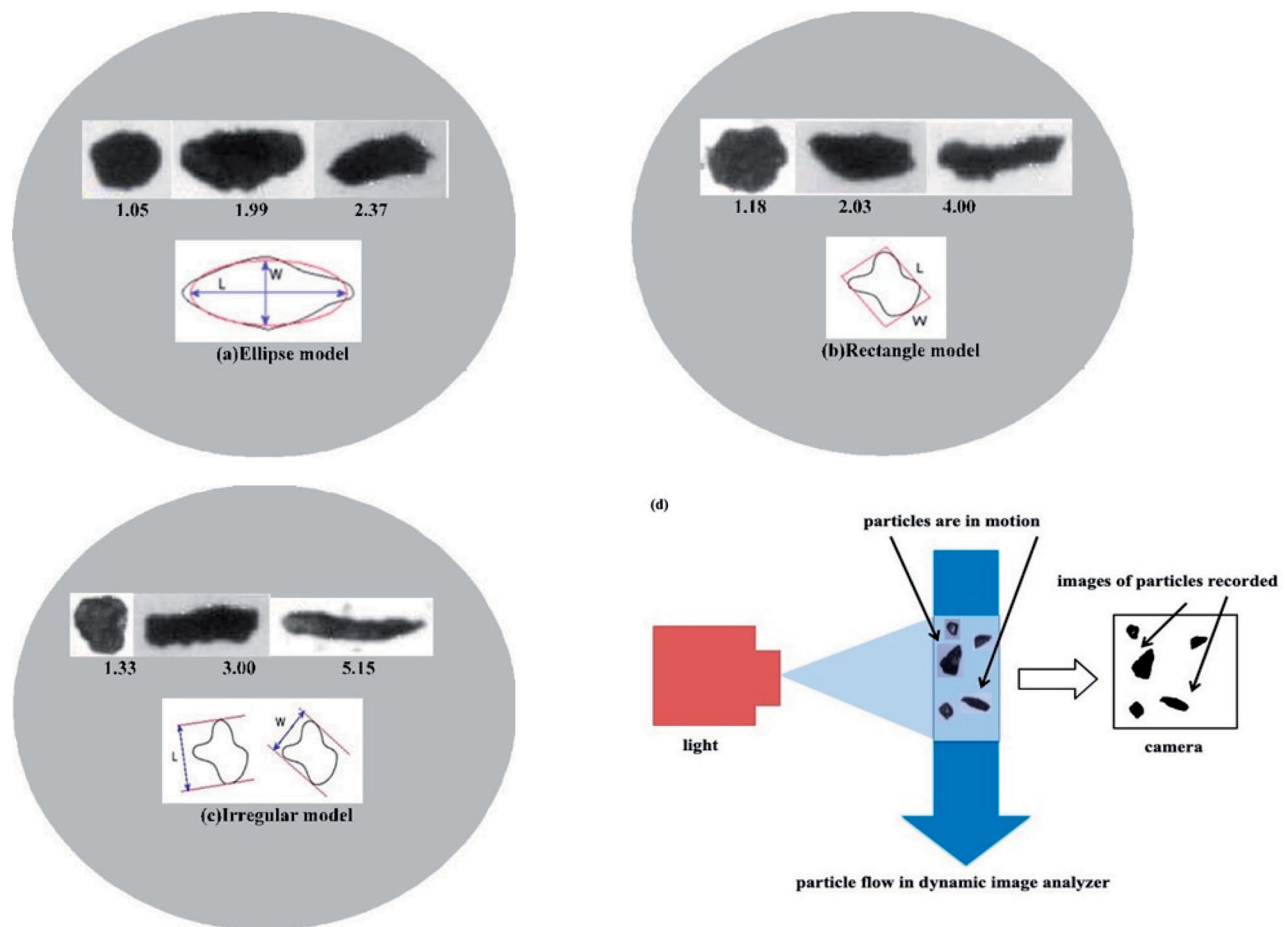 1.05 1.99 2.37
L W
(a)Ellipse model
1.18 2.03 4.00
L
W
(b)Rectangle model
1.33 3.00 5.15
L W
(c)Irregular model
(d)
particles are in motion
images of particles recorded
light
camera
particle flow in dynamic image analyzer